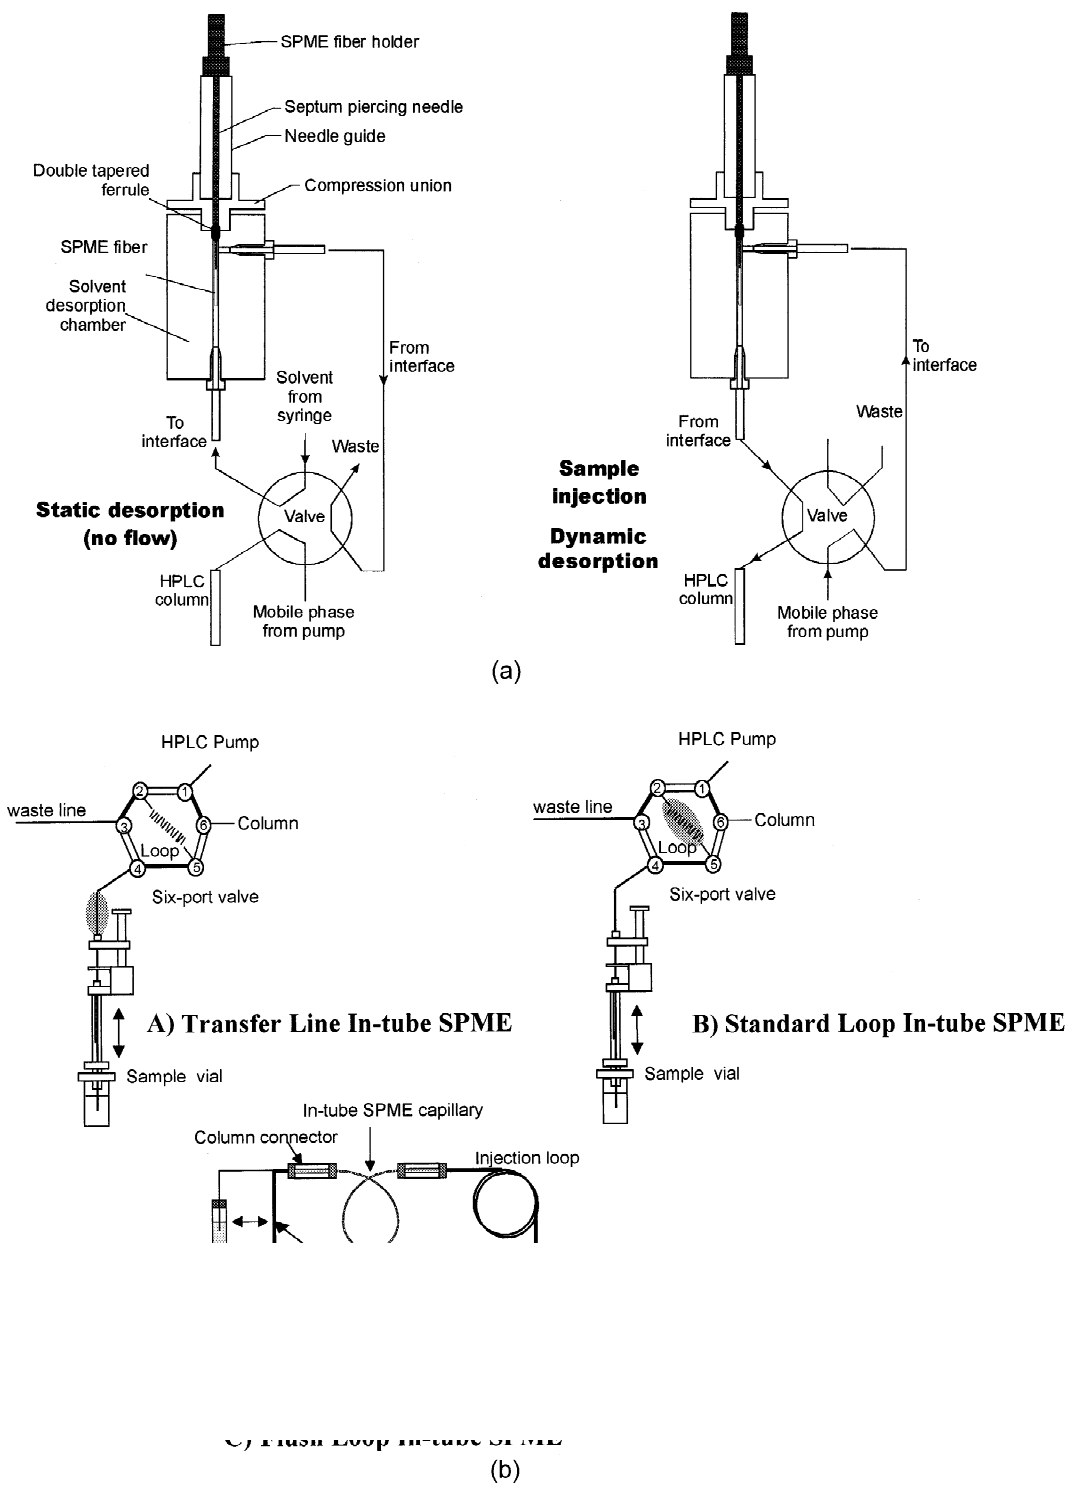 SPME fiber holder
Septum piercing needle
Needle guide
Double tapered
ferrule
Compression union
SPME fiber
Solvent
desorption
chamber
From
interface
Solvent
from
syringe
To
interface
Waste
Static desorption
(no flow)
Valve
HPLC
column
Mobile phase
from pump
To
interface
Waste
From
interface
Sample
injection
Dynamic
desorption
Valve
HPLC
column
Mobile phase
from pump
(a)
HPLC Pump
2
1
waste line
3
6
Column
Loop
4
5
Six-port valve
A) Transfer Line In-tube SPME
Sample vial
HPLC Pump
2
1
waste line
3
6
Column
Loop
4
5
Six-port valve
B) Standard Loop In-tube SPME
Sample vial
In-tube SPME capillary
Column connector
Injection loop
C) Flush Loop In-tube SPME
(b)